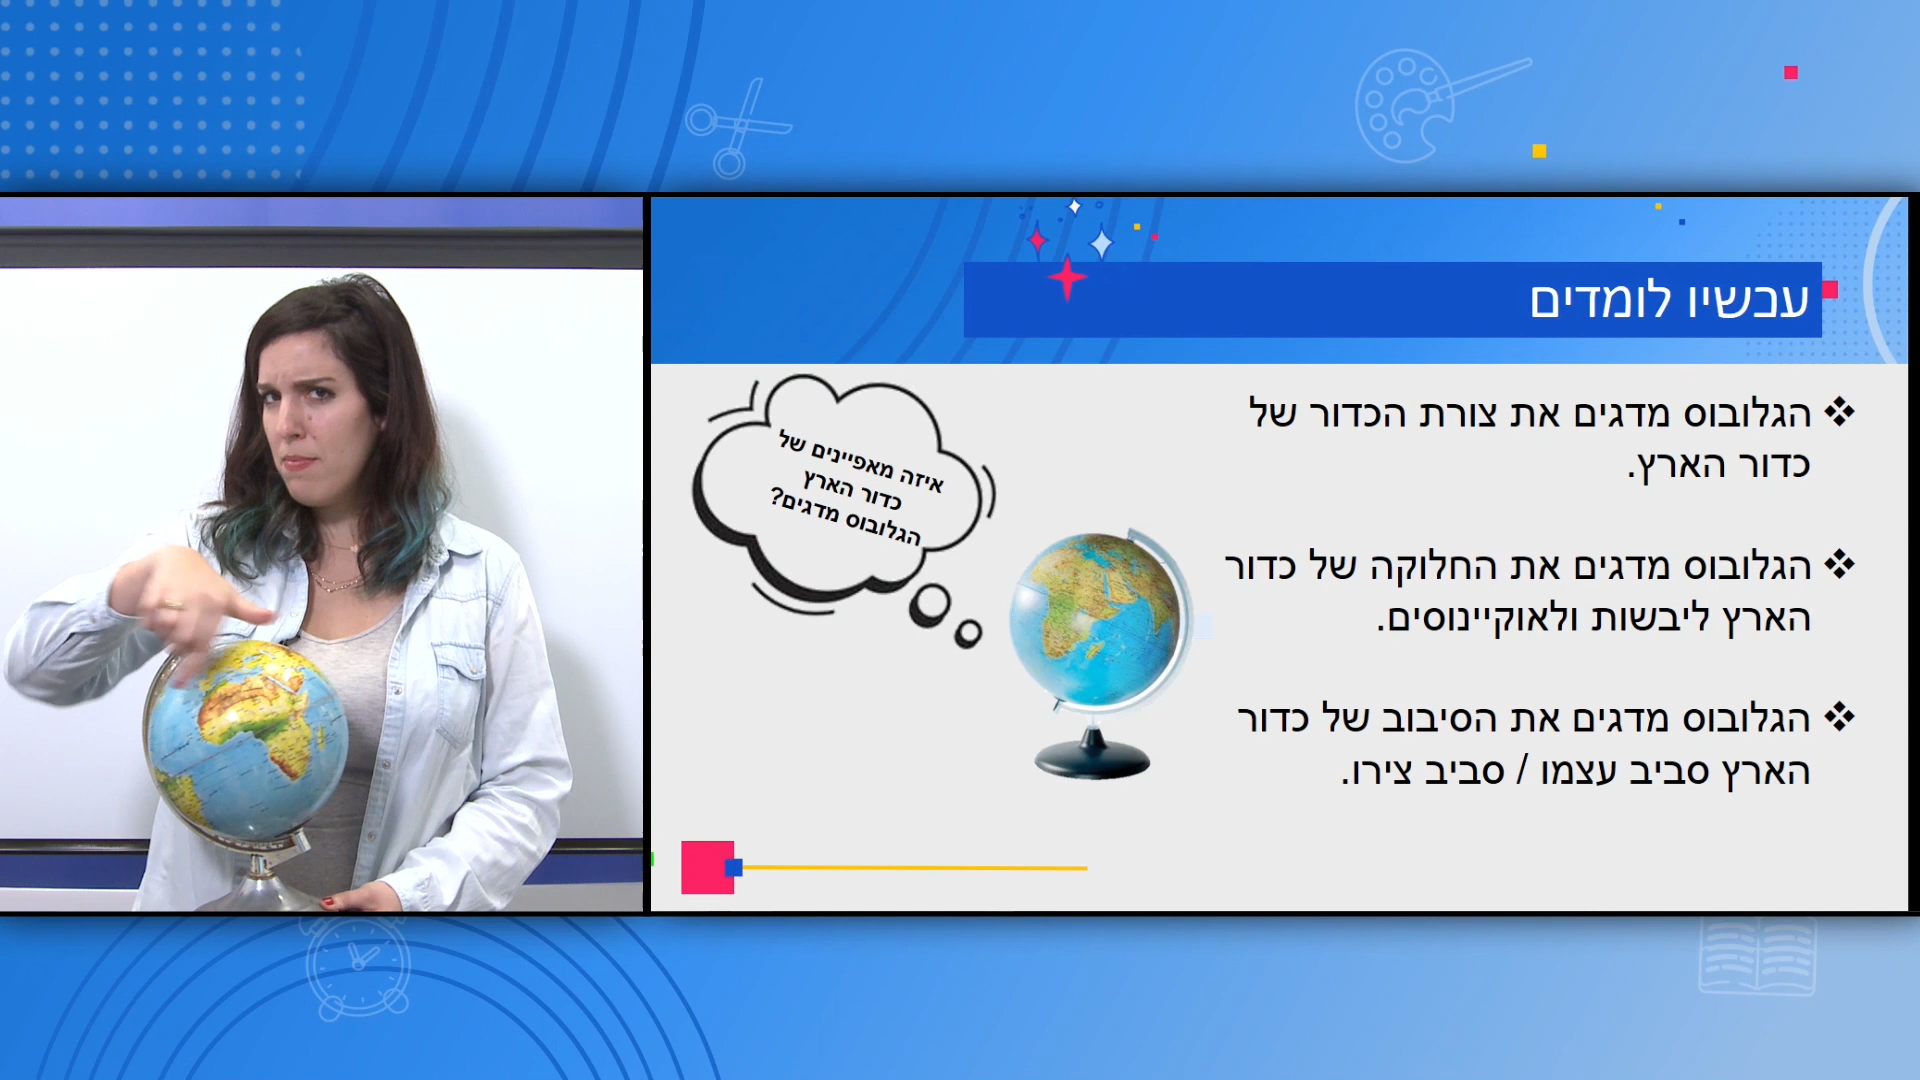 עכשיו לומדים
הגלובוס מדגים את צורת הכדור של
כדור הארץ.
הגלובוס מדגים את החלוקה של כדור
הארץ ליבשות ולאוקיינוסים.
הגלובוס מדגים את הסיבוב של כדור
הארץ סביב עצמו / סביב צירו.
איזה מאפיינים של
כדור הארץ
הגלובוס מדגים?